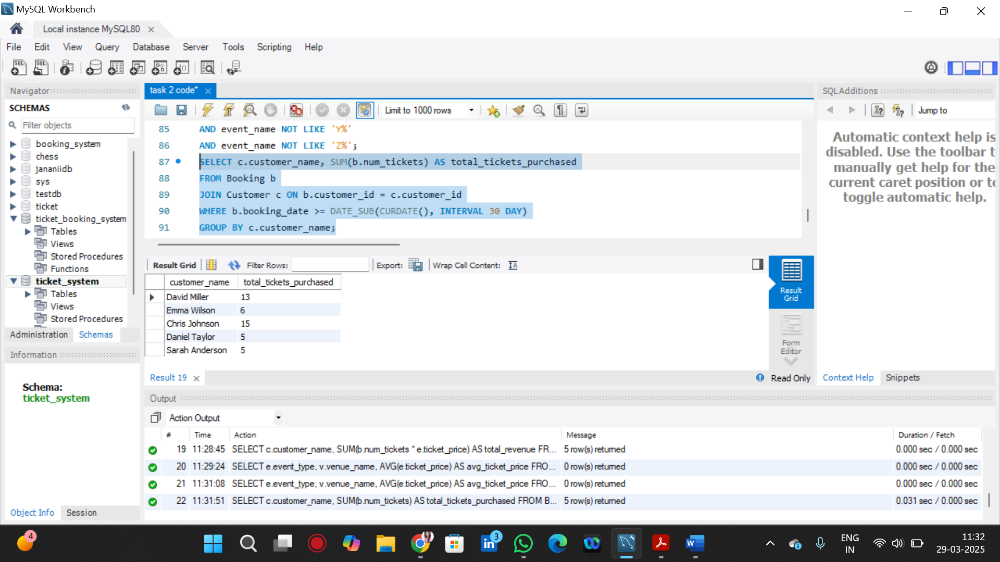 MySQL Workbench
Local instance MySQL80
File Edit View Query Database Server Tools Scripting Help
Navigator
SCHEMAS
Filter objects
booking_system
chess
jananiidb
sys
testdb
ticket
ticket_booking_system
Tables
Views
Stored Procedures
Functions
ticket_system
Tables
Views
Stored Procedures
Administration Schemas
Information
Schema:
ticket_system
Object Info Session
task 2 code*
Limit to 1000 rows
85 AND event_name NOT LIKE 'Y%'
86 AND event_name NOT LIKE 'Z%';
87 SELECT c.customer_name, SUM(b.num_tickets) AS total_tickets_purchased
88 FROM Booking b
89 JOIN Customer c ON b.customer_id = c.customer_id
90 WHERE b.booking_date >= DATE_SUB(CURDATE(), INTERVAL 30 DAY)
91 GROUP BY c.customer_name;
Result Grid Filter Rows: Export: Wrap Cell Content:
customer_name total_tickets_purchased
David Miller 13
Emma Wilson 6
Chris Johnson 15
Daniel Taylor 5
Sarah Anderson 5
Result
Grid
Form
Editor
Result 19
Read Only
SQLAdditions
Jump to
Automatic context help is
disabled. Use the toolbar t
manually get help for the
current caret position or to
toggle automatic help.
Context Help Snippets
Output
Action Output
# Time Action Message Duration / Fetch
19 11:28:45 SELECT c.customer_name, SUM(b.num_tickets * e.ticket_price) AS total_revenue FR... 5 row(s) returned 0.000 sec / 0.000 sec
20 11:29:24 SELECT e.event_type, v.venue_name, AVG(e.ticket_price) AS avg_ticket_price FRO... 0 row(s) returned 0.000 sec / 0.000 sec
21 11:31:08 SELECT e.event_type, v.venue_name, AVG(e.ticket_price) AS avg_ticket_price FRO... 0 row(s) returned 0.000 sec / 0.000 sec
22 11:31:51 SELECT c.customer_name, SUM(b.num_tickets) AS total_tickets_purchased FROM B... 5 row(s) returned 0.031 sec / 0.000 sec
4
3
ENG
IN
11:32
29-03-2025